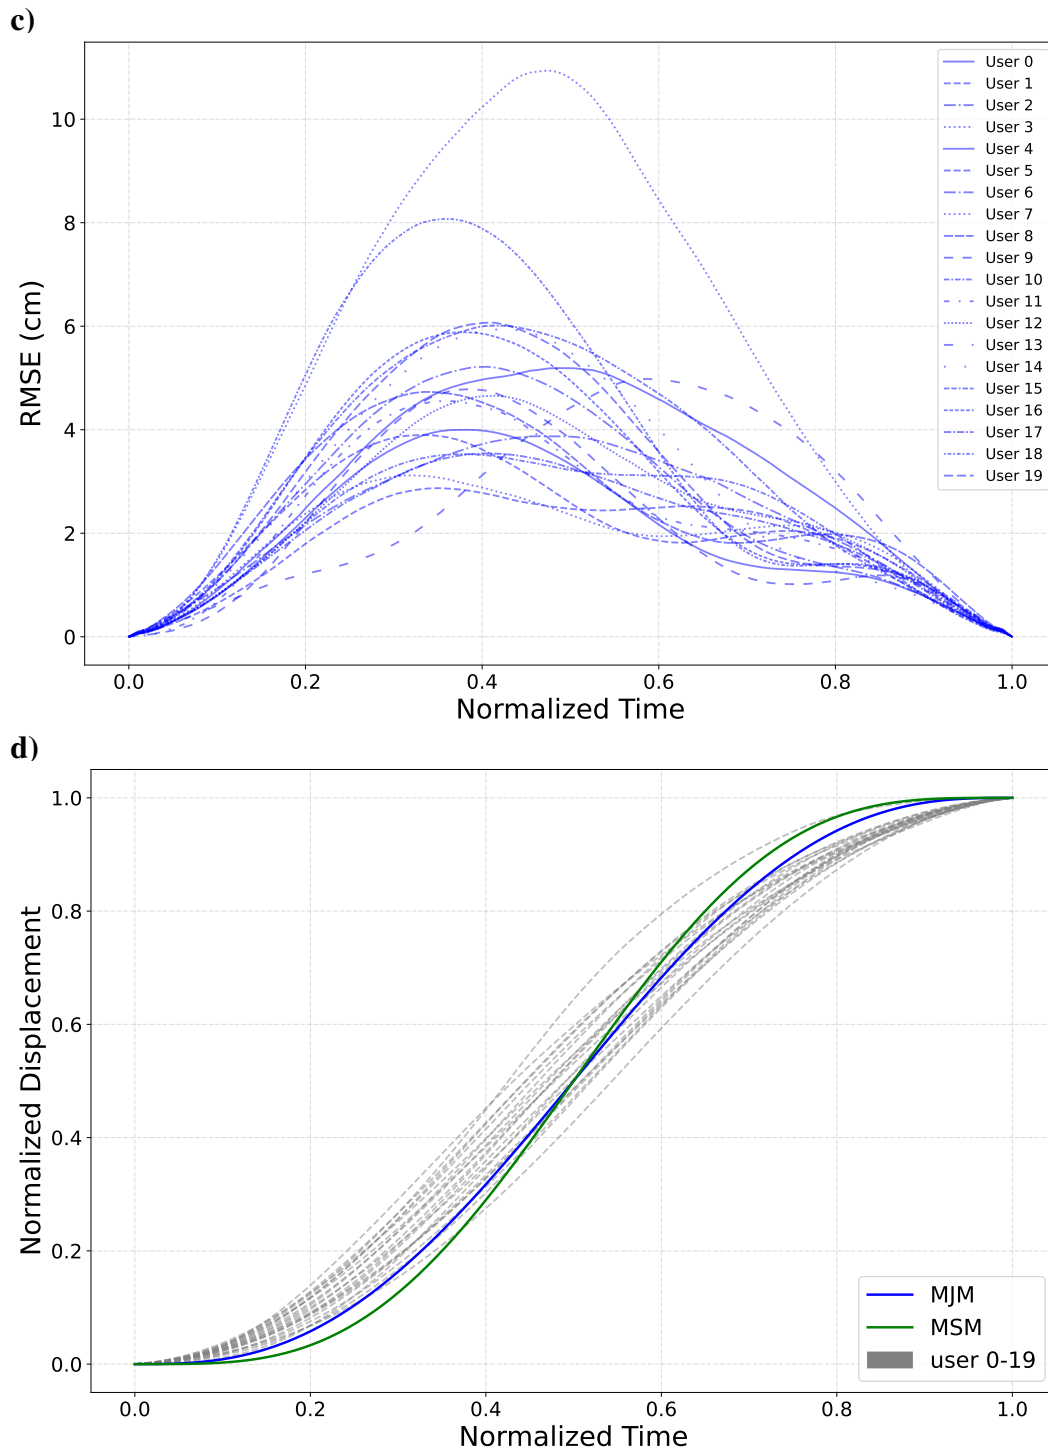 c)
RMSE (cm)
10
8
6
4
2
0
0.0 0.2 0.4 0.6 0.8 1.0
Normalized Time
User 0
User 1
User 2
User 3
User 4
User 5
User 6
User 7
User 8
User 9
User 10
User 11
User 12
User 13
User 14
User 15
User 16
User 17
User 18
User 19
d)
Normalized Displacement
1.0
0.8
0.6
0.4
0.2
0.0
0.0 0.2 0.4 0.6 0.8 1.0
Normalized Time
MJM
MSM
user 0-19